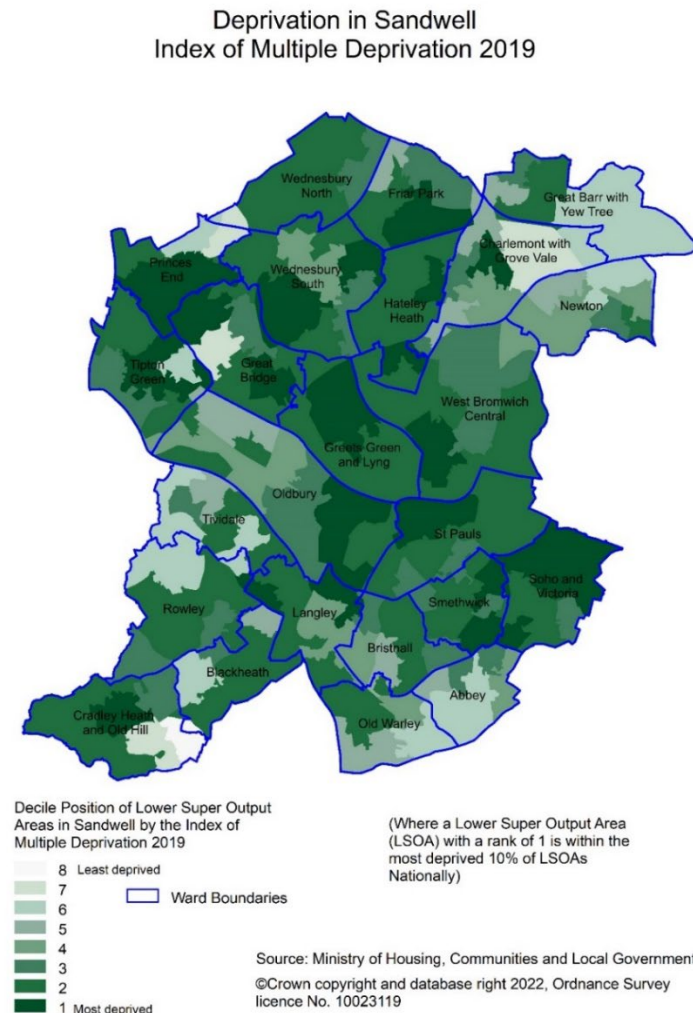 Deprivation in Sandwell
Index of Multiple Deprivation 2019
Wednesbury
North
Friar Park
Great Barr with
Yew Tree
Princes
End
Wednesbury
South
Charlemont with
Grove Vale
Hateley
Heath
Newton
Tipton
Green
Great
Bridge
West Bromwich
Central
Greets Green
and Lyng
Oldbury
Tividale
St Pauls
Soho and
Victoria
Rowley
Langley
Smethwick
Bristnall
Blackheath
Abbey
Cradley Heath
and Old Hill
Old Warley
Decile Position of Lower Super Output
Areas in Sandwell by the Index of
Multiple Deprivation 2019
8 Least deprived
7
6
5
4
3
2
1 Most deprived
Ward Boundaries
(Where a Lower Super Output Area
(LSOA) with a rank of 1 is within the
most deprived 10% of LSOAs
Nationally)
Source: Ministry of Housing, Communities and Local Government
©Crown copyright and database right 2022, Ordnance Survey
licence No. 10023119